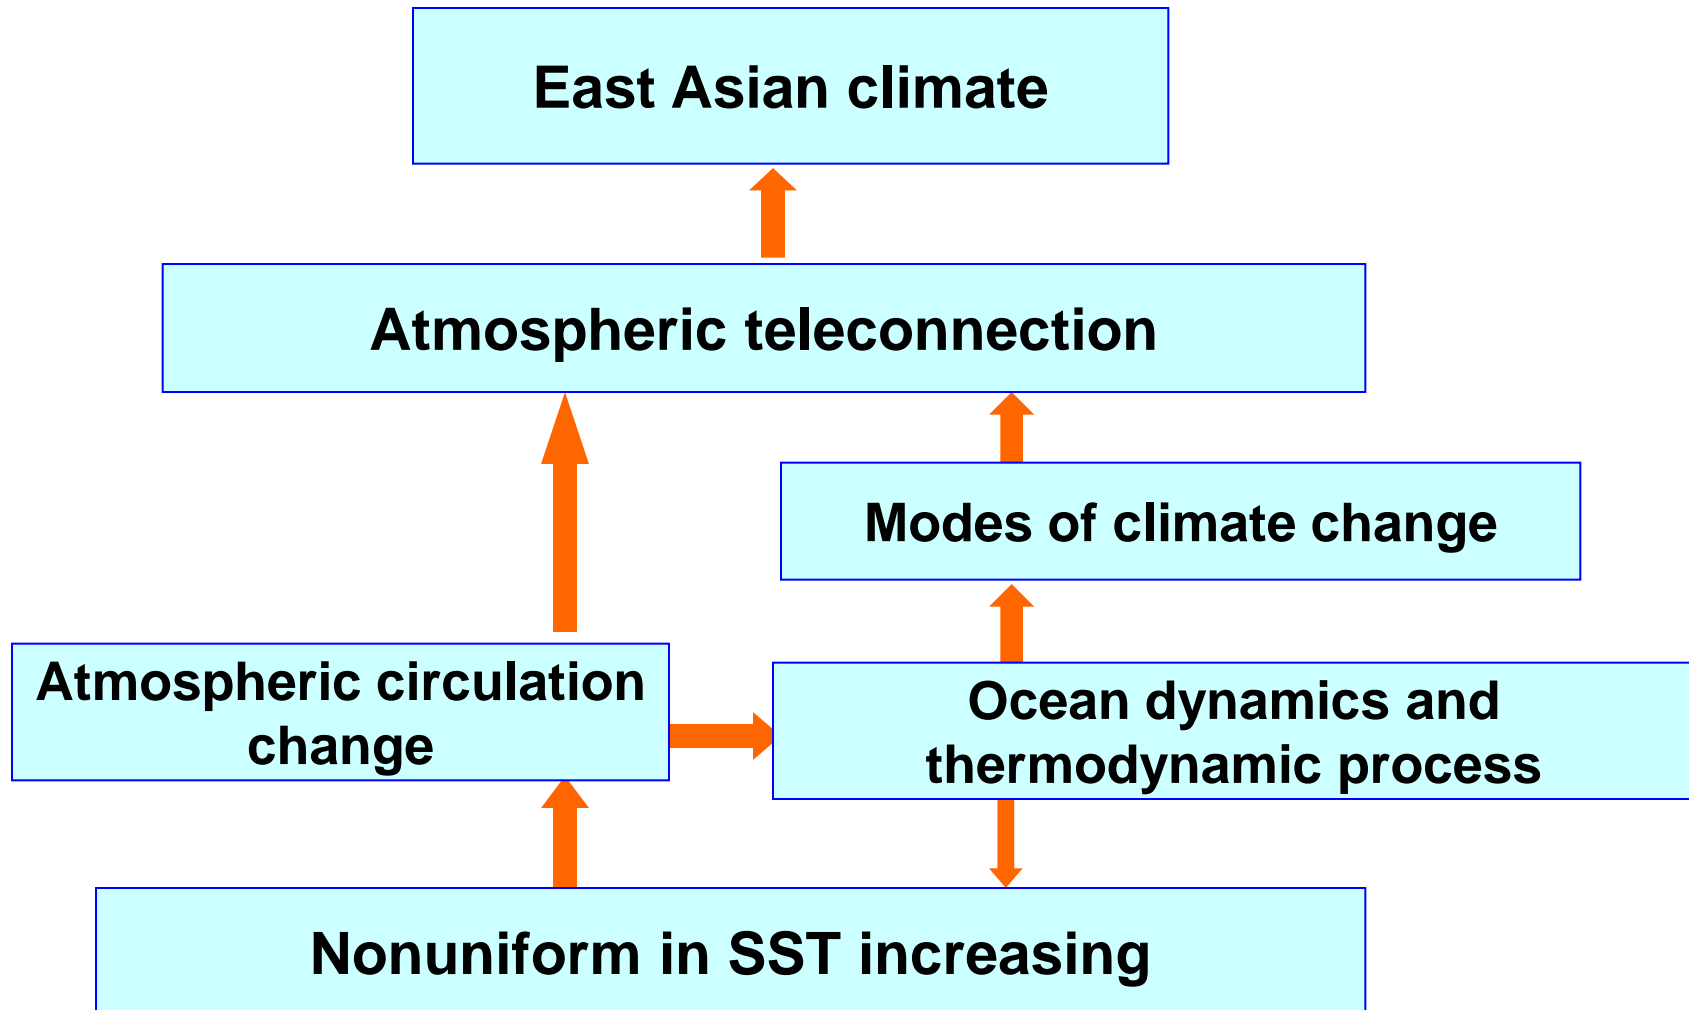 East Asian climate
Atmospheric teleconnection
Modes of climate change
Atmospheric circulation
change
Ocean dynamics and
thermodynamic process
Nonuniform in SST increasing